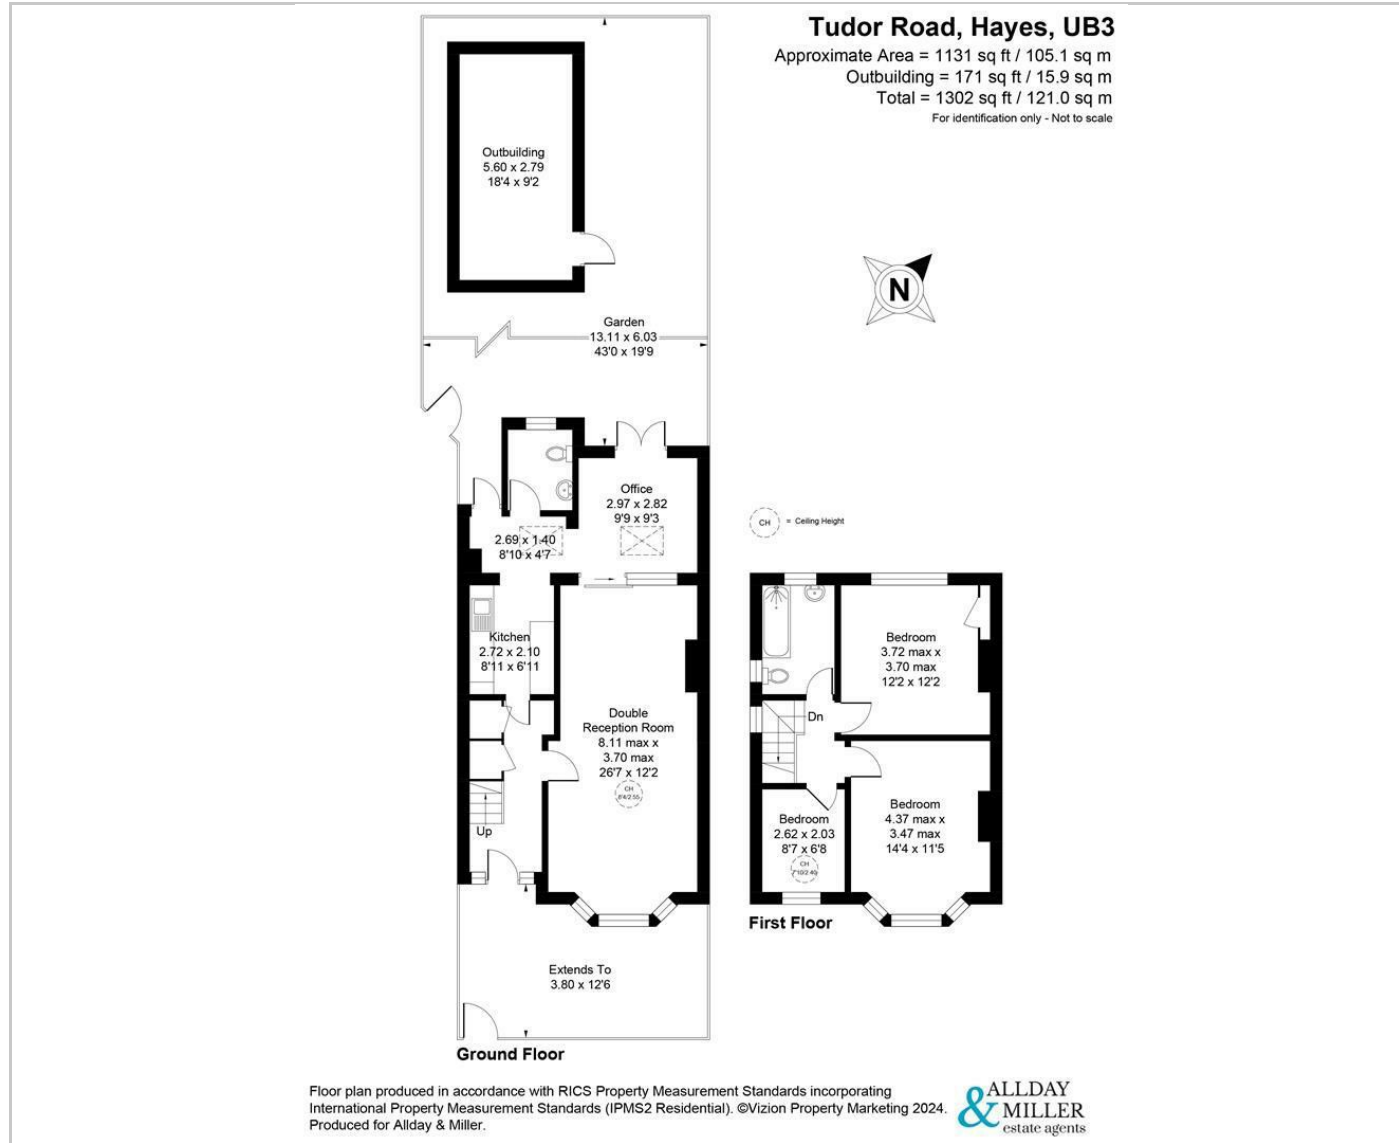 Tudor Road, Hayes, UB3
Approximate Area = 1131 sq ft / 105.1 sq m
Outbuilding = 171 sq ft / 15.9 sq m
Total = 1302 sq ft / 121.0 sq m
For identification only - Not to scale
Outbuilding
5.60 x 2.79
18'4 x 9'2
N
Garden
13.11 x 6.03
43'0 x 19'9
Office
2.97 x 2.82
9'9 x 9'3
CH = Ceiling Height
2.69 x 1.40
8'10 x 4'7
Kitchen
2.72 x 2.10
8'11 x 6'11
Double
Reception Room
8.11 max x
3.70 max
26'7 x 12'2
CH
8'4/2.55
Up
Extends To
3.80 x 12'6
Ground Floor
Bedroom
3.72 max x
3.70 max
12'2 x 12'2
Dn
Bedroom
4.37 max x
3.47 max
14'4 x 11'5
Bedroom
2.62 x 2.03
8'7 x 6'8
CH
7'10/2.40
First Floor
Floor plan produced in accordance with RICS Property Measurement Standards incorporating
International Property Measurement Standards (IPMS2 Residential). ©Vizion Property Marketing 2024.
Produced for Allday & Miller.
ALLDAY
& MILLER
estate agents